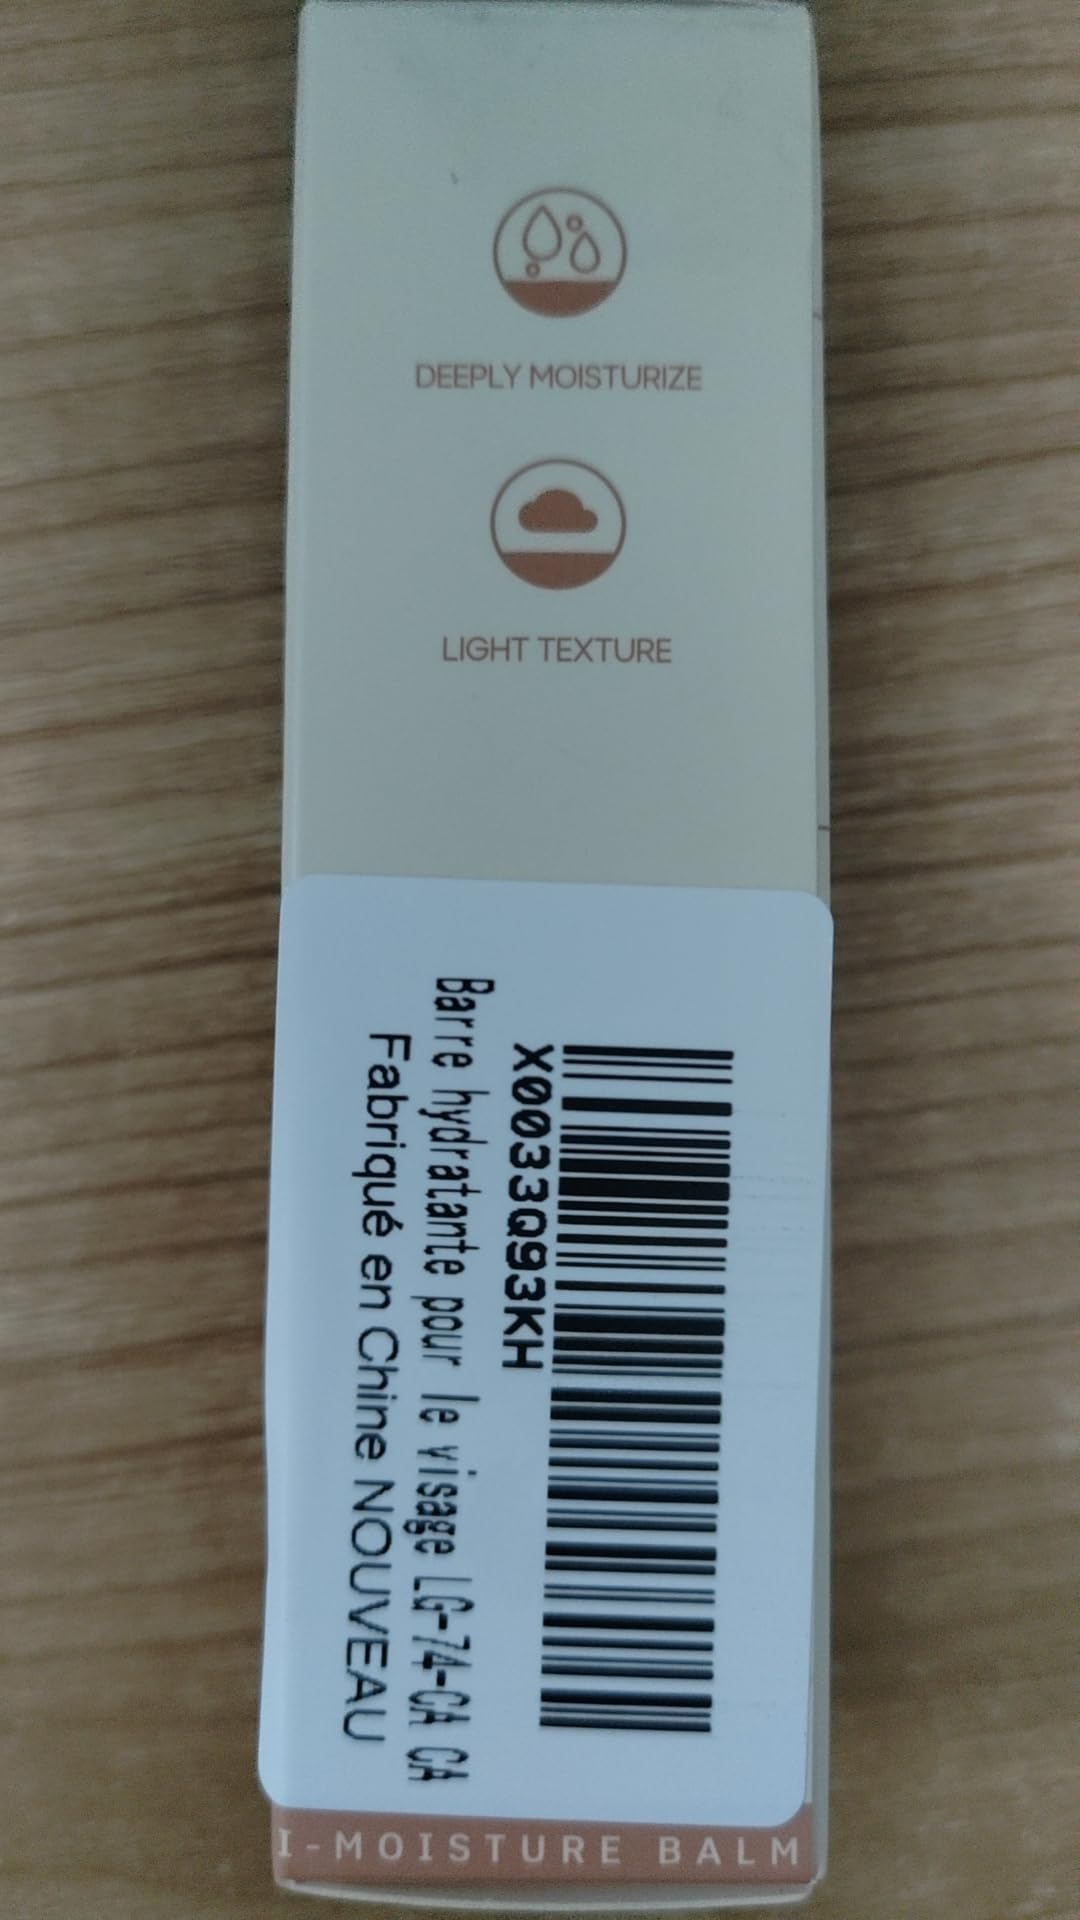 DEEPLY MOISTURIZE
LIGHT TEXTURE
X0033Q93KH
Barre hydratante pour le visage LG-74-CA CA
Fabriqué en Chine NOUVEAU
I-MOISTURE BALM